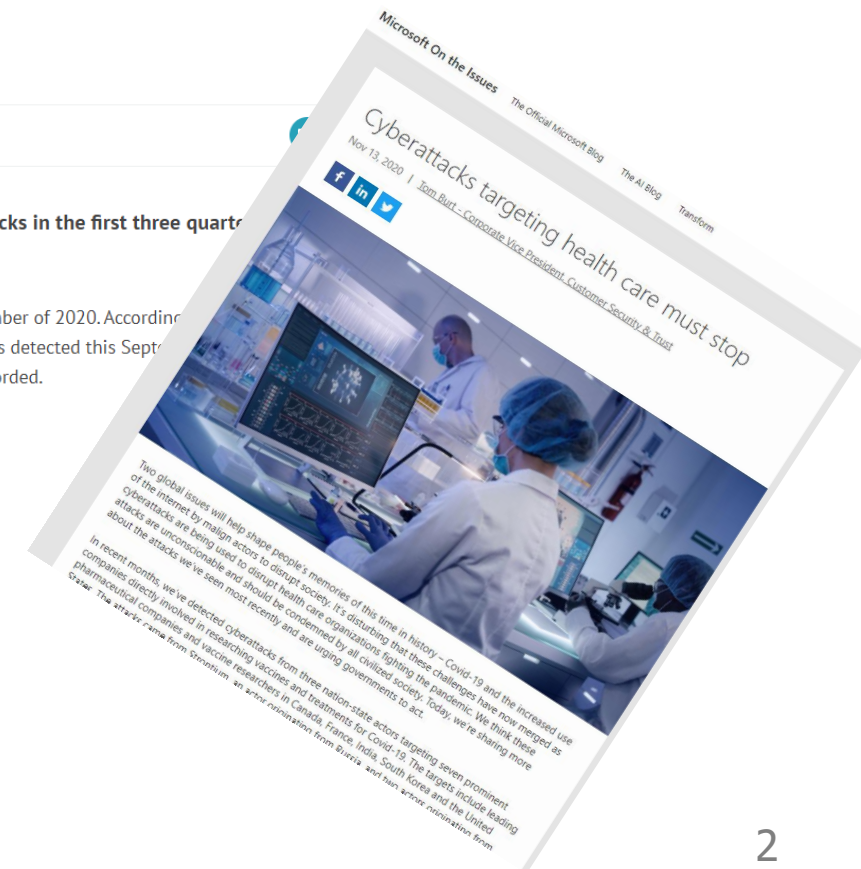 cks in the first three quarte
ber of 2020. According
s detected this Septe
orded.
Microsoft On the Issues
The Official Microsoft Blog
The AI Blog
Transform
Cyberattacks targeting health care must stop
Nov 13, 2020 | Tom Burt - Corporate Vice President, Customer Security & Trust
f
in
Two global issues will help shape people's memories of this time in history – Covid-19 and the increased use
of the internet by malign actors to disrupt society. It's disturbing that these challenges have now merged as
cyberattacks are being used to disrupt health care organizations fighting the pandemic. We think these
attacks are unconscionable and should be condemned by all civilized society. Today, we're sharing more
about the attacks we've seen most recently and are urging governments to act.
In recent months, we've detected cyberattacks from three nation-state actors targeting seven prominent
companies directly involved in researching vaccines and treatments for Covid-19. The targets include leading
pharmaceutical companies and vaccine researchers in Canada, France, India, South Korea and the United
States. The attacks came from Strontium, an actor originating from Russia, and two actors originating from
2